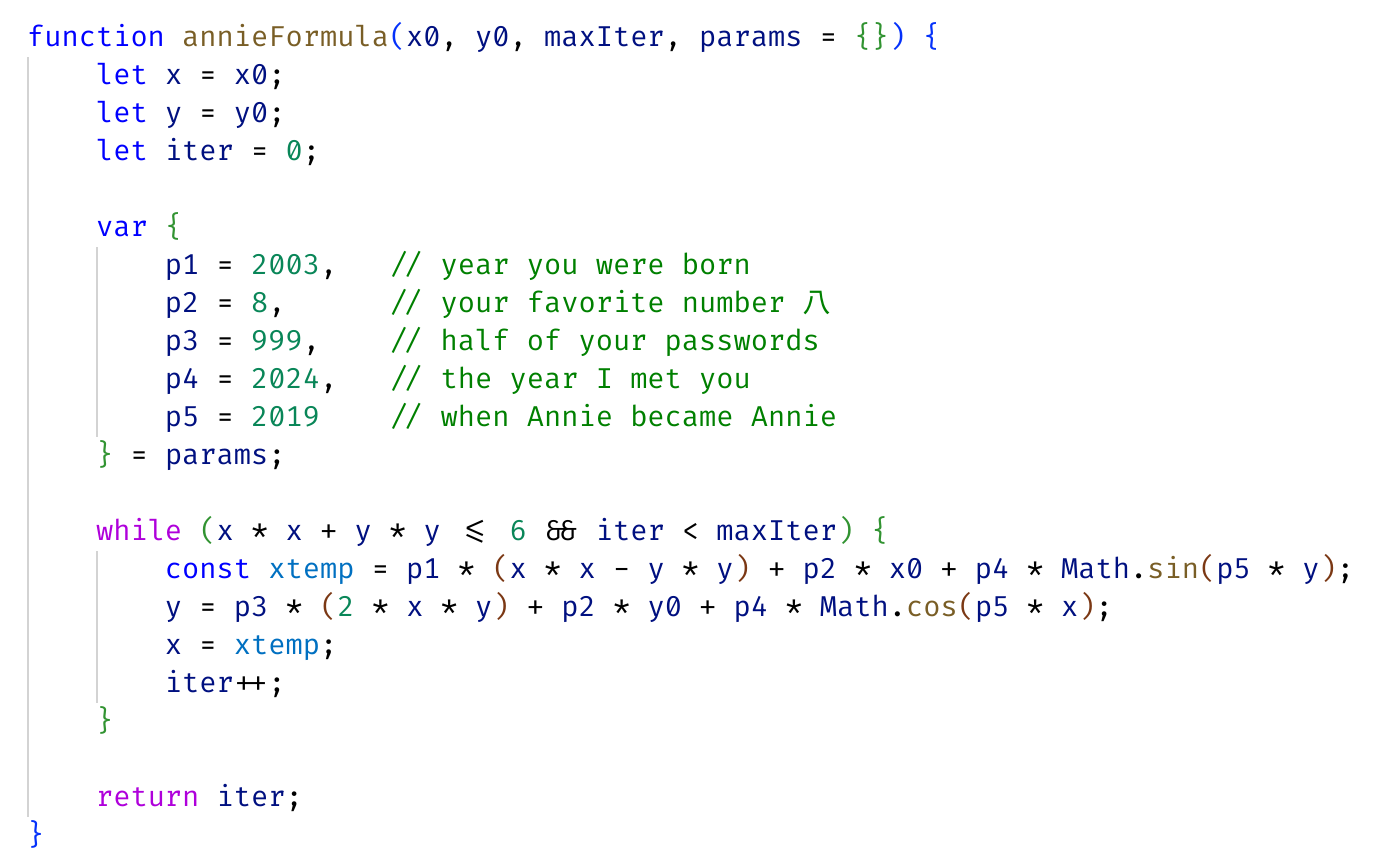 function annieFormula(x0, y0, maxIter, params = {}) {
    let x = x0;
    let y = y0;
    let iter = 0;

    var {
        p1 = 2003,   // year you were born
        p2 = 8,      // your favorite number 八
        p3 = 999,    // half of your passwords
        p4 = 2024,   // the year I met you
        p5 = 2019    // when Annie became Annie
    } = params;

    while (x * x + y * y <= 6 && iter < maxIter) {
        const xtemp = p1 * (x * x - y * y) + p2 * x0 + p4 * Math.sin(p5 * y);
        y = p3 * (2 * x * y) + p2 * y0 + p4 * Math.cos(p5 * x);
        x = xtemp;
        iter++;
    }

    return iter;
}